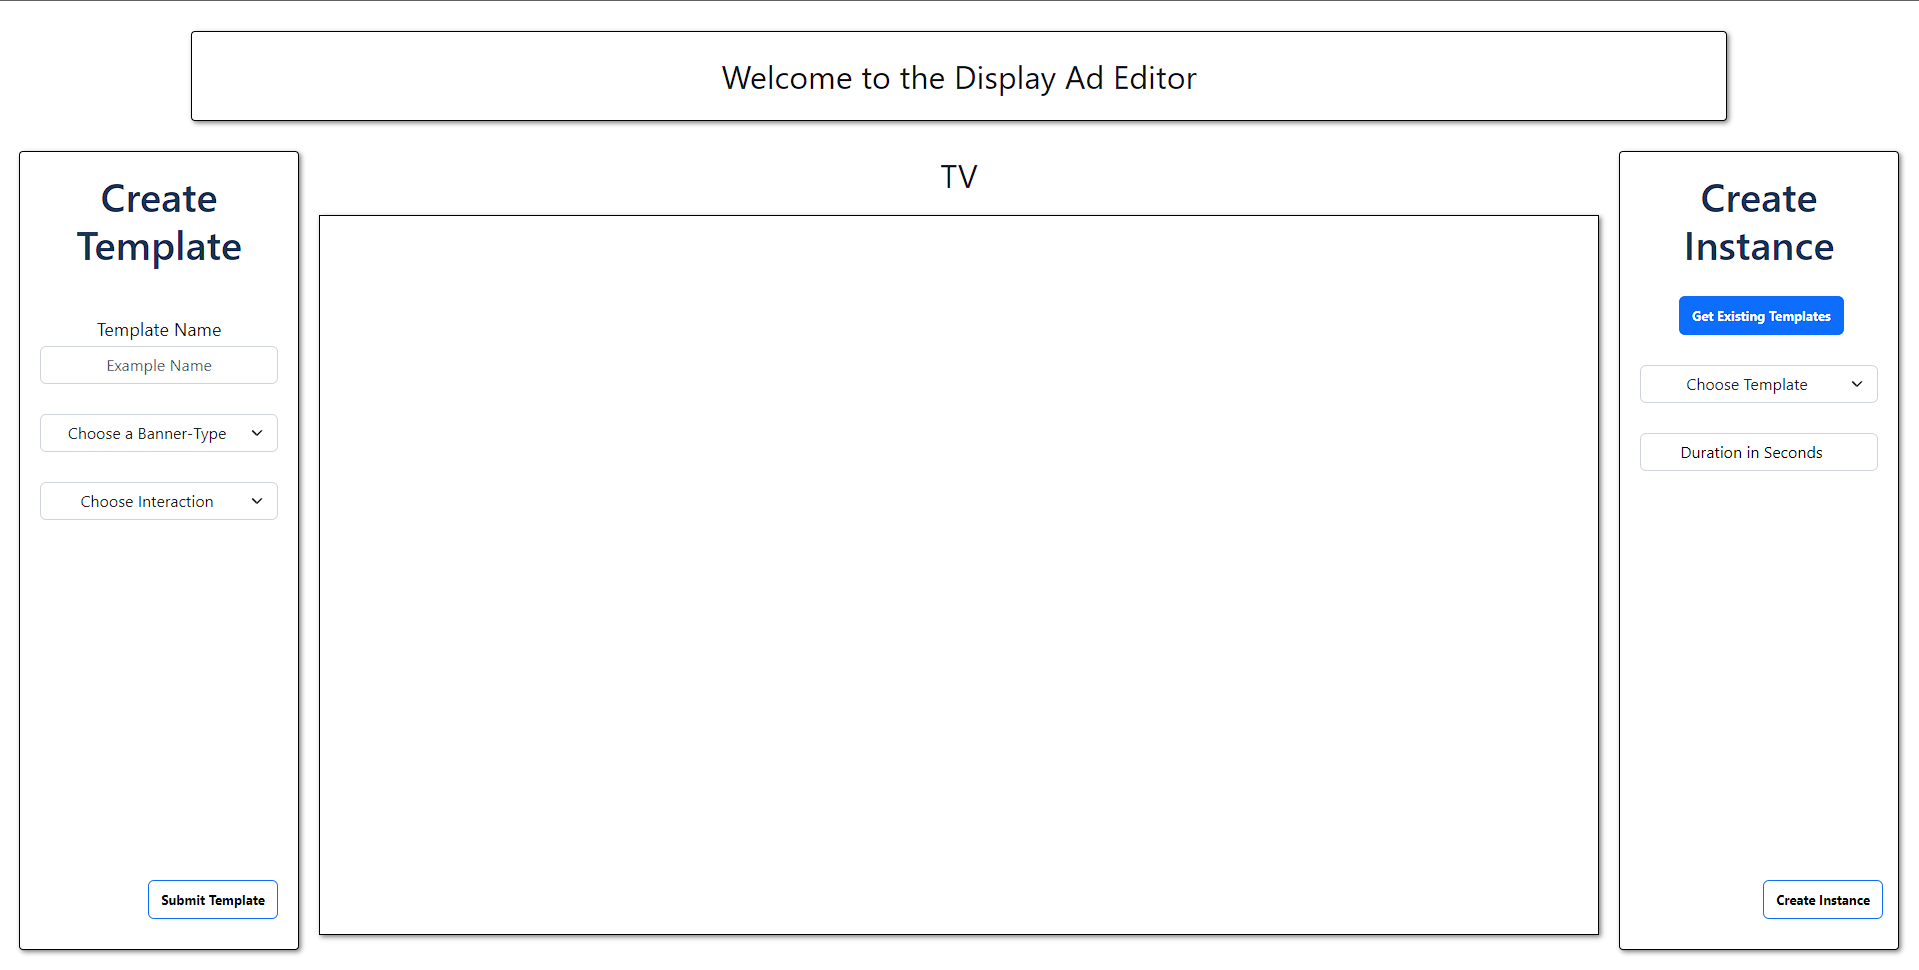 Welcome to the Display Ad Editor
Create
Template
Template Name
Example Name
Choose a Banner-Type
Choose Interaction
Submit Template
TV
Create
Instance
Get Existing Templates
Choose Template
Duration in Seconds
Create Instance